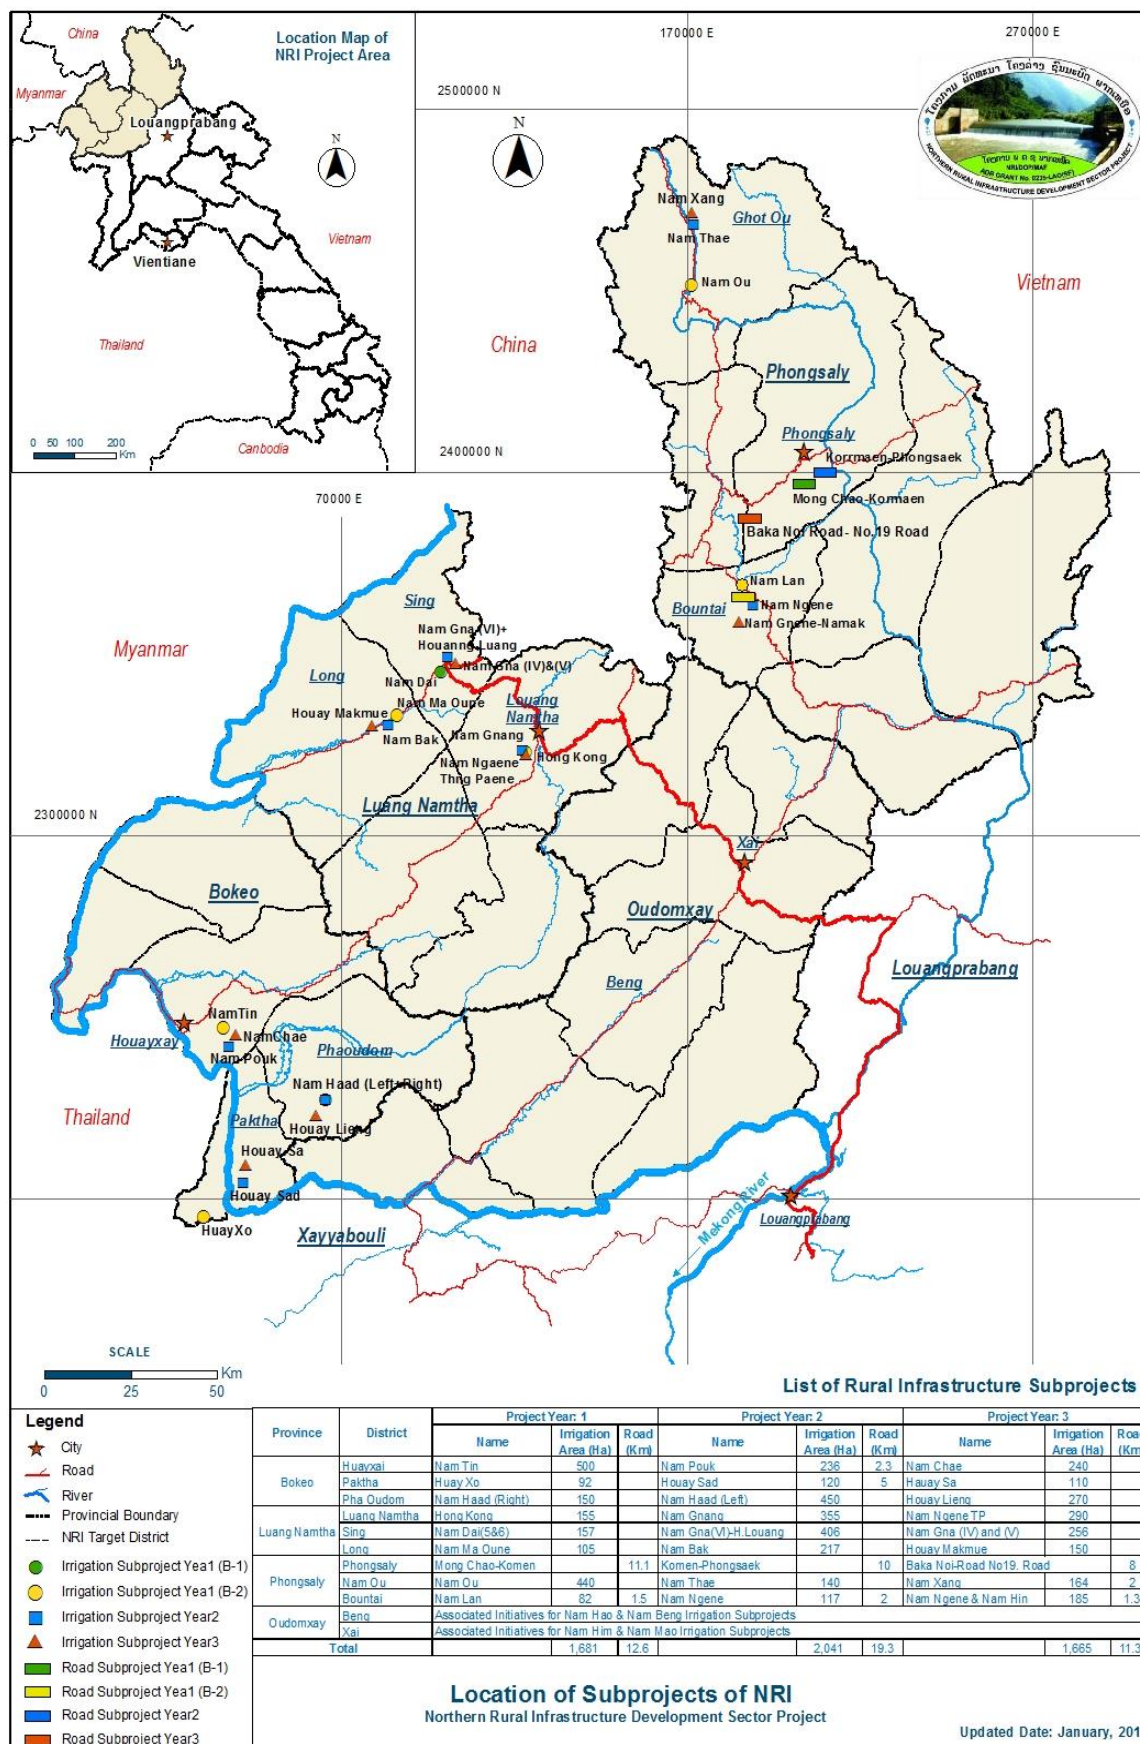 Location Map of
NRI Project Area
China
Myanmar
Louangprabang
N
Vietnam
Vientiane
Thailand
Canbodia
0 50 100 200
Km
170000 E
270000 E
2500000 N
N
NORTHERN RURAL INFRASTRUCTURE DEVELOPMENT SECTOR PROJECT
Nam Xang
Ghot Ou
Nam Thae
Nam Ou
Vietnam
China
Phongsaly
Phongsaly
2400000 N
Korrmaen-Phongsaek
Mong Chao-Kormaen
70000 E
Baka Noi Road- No.19 Road
Nam Lan
Sing
Bountai
Nam Ngene
Nam Gnene-Namak
Nam Gna (VI)+
Houanng Luang
Myanmar
Nam Gna (IV)&(V)
Long
Nam Dai
Nam Ma Oune
Louang
Namtha
Houay Makmue
Nam Bak
Nam Gnang
Hong Kong
Nam Ngaene
Thng Paene
Luang Namtha
2300000 N
Xai
Bokeo
Oudomxay
Louangprabang
Beng
NamTin
NamChae
Houayxay
Nam Pouk
Phaoudom
Nam Haad (Left+Right)
Thailand
Paktha
Houay Lieng
Houay Sa
Houay Sad
HuayXo
Mekong River
Louangprabang
Xayyabouli
SCALE
Km
0 25 50
List of Rural Infrastructure Subprojects
Legend
City
Road
River
Provincial Boundary
NRI Target District
Irrigation Subproject Yea1 (B-1)
Irrigation Subproject Yea1 (B-2)
Irrigation Subproject Year2
Irrigation Subproject Year3
Road Subproject Yea1 (B-1)
Road Subproject Yea1 (B-2)
Road Subproject Year2
Road Subproject Year3
Province District Project Year: 1 Project Year: 2 Project Year: 3
Name Irrigation Area (Ha) Road (Km) Name Irrigation Area (Ha) Road (Km) Name Irrigation Area (Ha)
Bokeo Huayxai Nam Tin 500 Nam Pouk 236 2.3 Nam Chae 240
Paktha Huay Xo 92 Houay Sad 120 5 Hauay Sa 110
Pha Oudom Nam Haad (Right) 150 Nam Haad (Left) 450 Houay Lieng 270
Luang Namtha Luang Namtha Hong Kong 155 Nam Gnang 355 Nam Ngene TP 290
Sing Nam Dai(5&6) 157 Nam Gna(VI)-H.Louang 406 Nam Gna (IV) and (V) 256
Long Nam Ma Oune 105 Nam Bak 217 Houay Makmue 150
Phongsaly Phongsaly Mong Chao-Komen 11.1 Komen-Phongsaek 10 Baka Noi-Road No19. Road 8
Nam Ou Nam Ou 440 Nam Thae 140 Nam Xang 164 2
Bountai Nam Lan 82 1.5 Nam Ngene 117 2 Nam Ngene & Nam Hin 185 1.3
Oudomxay Beng Associated Initiatives for Nam Hao & Nam Beng Irrigation Subprojects
Xai Associated Initiatives for Nam Him & Nam Mao Irrigation Subprojects
Total 1,681 12.6 2,041 19.3 1,665 11.3
Location of Subprojects of NRI
Northern Rural Infrastructure Development Sector Project
Updated Date: January, 201